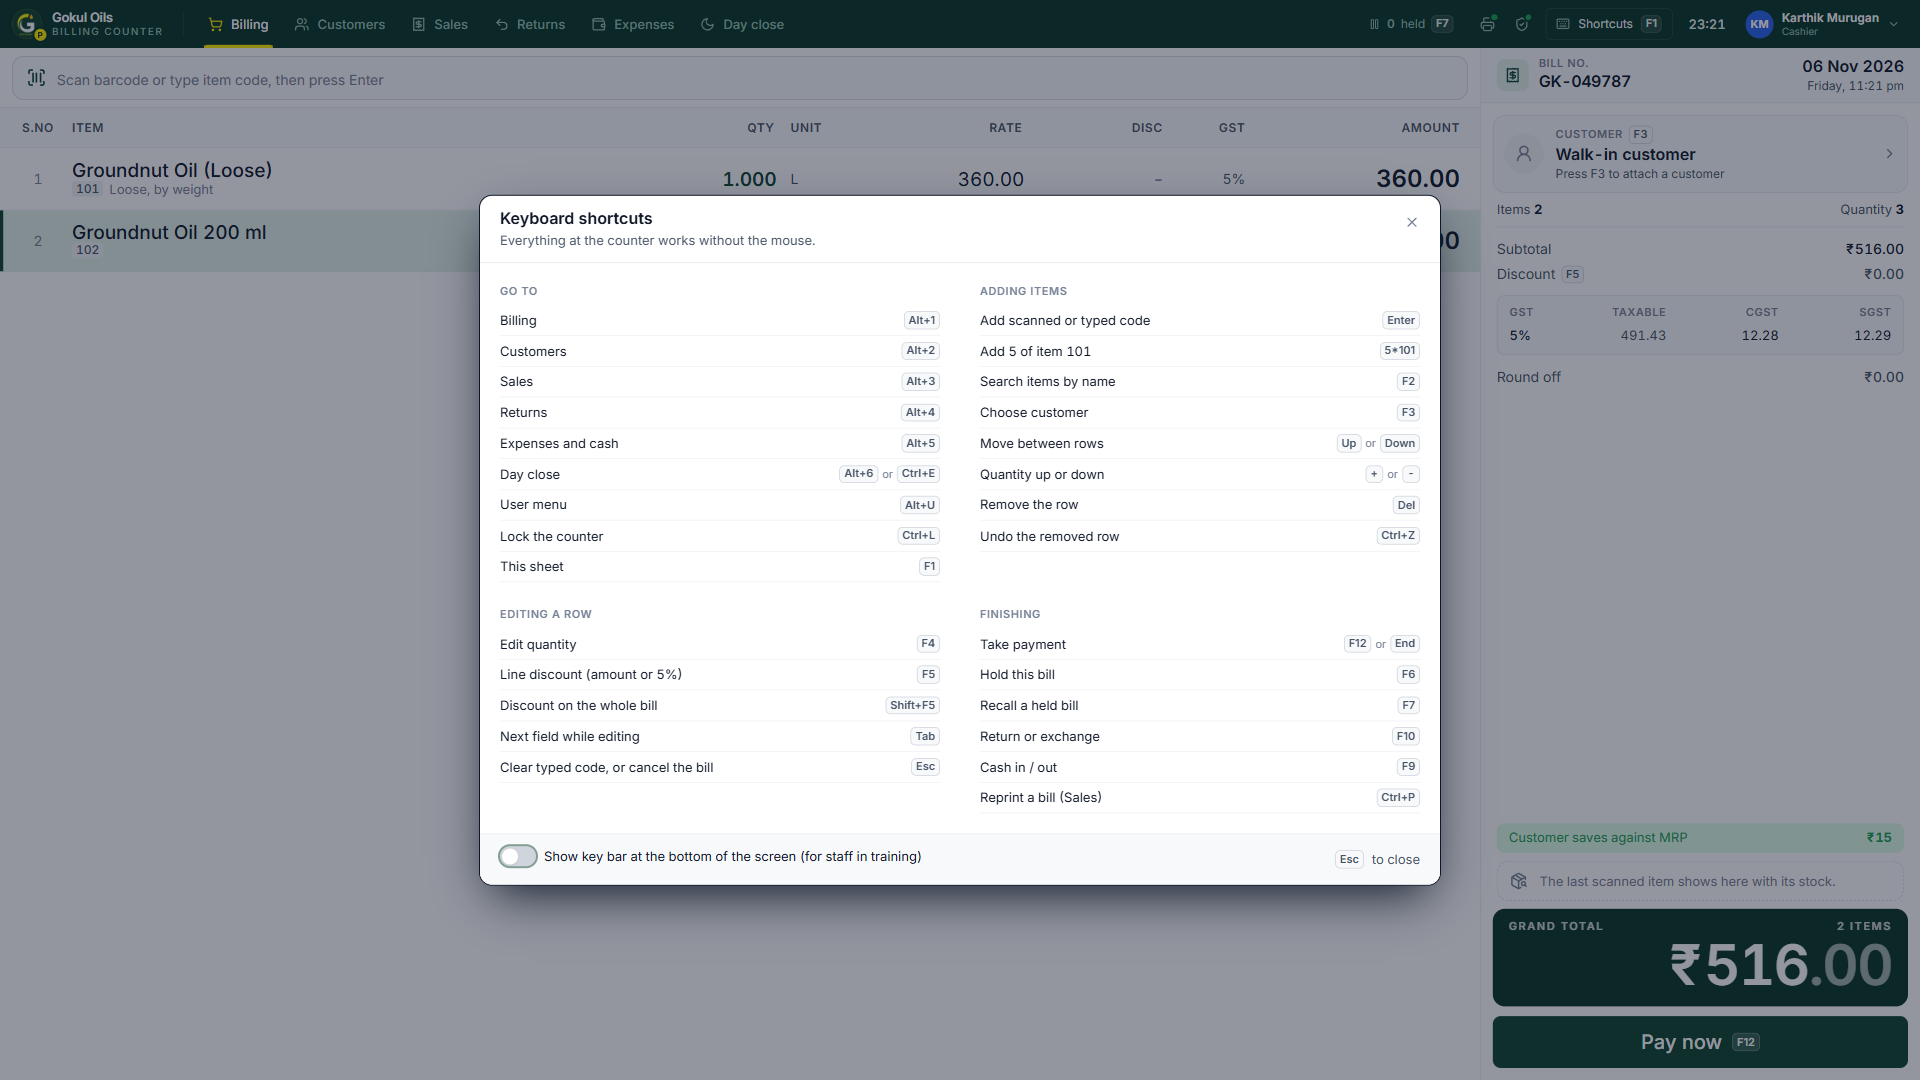 Gokul Oils
BILLING COUNTER
Billing
Customers
Sales
Returns
Expenses
Day close
0 held F7
Shortcuts F1
23:21
KM
Karthik Murugan
Cashier
Scan barcode or type item code, then press Enter
S.NO ITEM QTY UNIT RATE DISC GST AMOUNT
1 Groundnut Oil (Loose) 1.000 L 360.00 – 5% 360.00
101 Loose, by weight
2 Groundnut Oil 200 ml
102
Keyboard shortcuts
Everything at the counter works without the mouse.
GO TO
Billing Alt+1
Customers Alt+2
Sales Alt+3
Returns Alt+4
Expenses and cash Alt+5
Day close Alt+6 or Ctrl+E
User menu Alt+U
Lock the counter Ctrl+L
This sheet F1
ADDING ITEMS
Add scanned or typed code Enter
Add 5 of item 101 5*101
Search items by name F2
Choose customer F3
Move between rows Up or Down
Quantity up or down + or -
Remove the row Del
Undo the removed row Ctrl+Z
EDITING A ROW
Edit quantity F4
Line discount (amount or 5%) F5
Discount on the whole bill Shift+F5
Next field while editing Tab
Clear typed code, or cancel the bill Esc
FINISHING
Take payment F12 or End
Hold this bill F6
Recall a held bill F7
Return or exchange F10
Cash in / out F9
Reprint a bill (Sales) Ctrl+P
Show key bar at the bottom of the screen (for staff in training)
Esc to close
BILL NO.
GK-049787
06 Nov 2026
Friday, 11:21 pm
CUSTOMER F3
Walk-in customer
Press F3 to attach a customer
Items 2 Quantity 3
Subtotal ₹516.00
Discount F5 ₹0.00
GST TAXABLE CGST SGST
5% 491.43 12.28 12.29
Round off ₹0.00
Customer saves against MRP ₹15
The last scanned item shows here with its stock.
GRAND TOTAL 2 ITEMS
₹516.00
Pay now F12